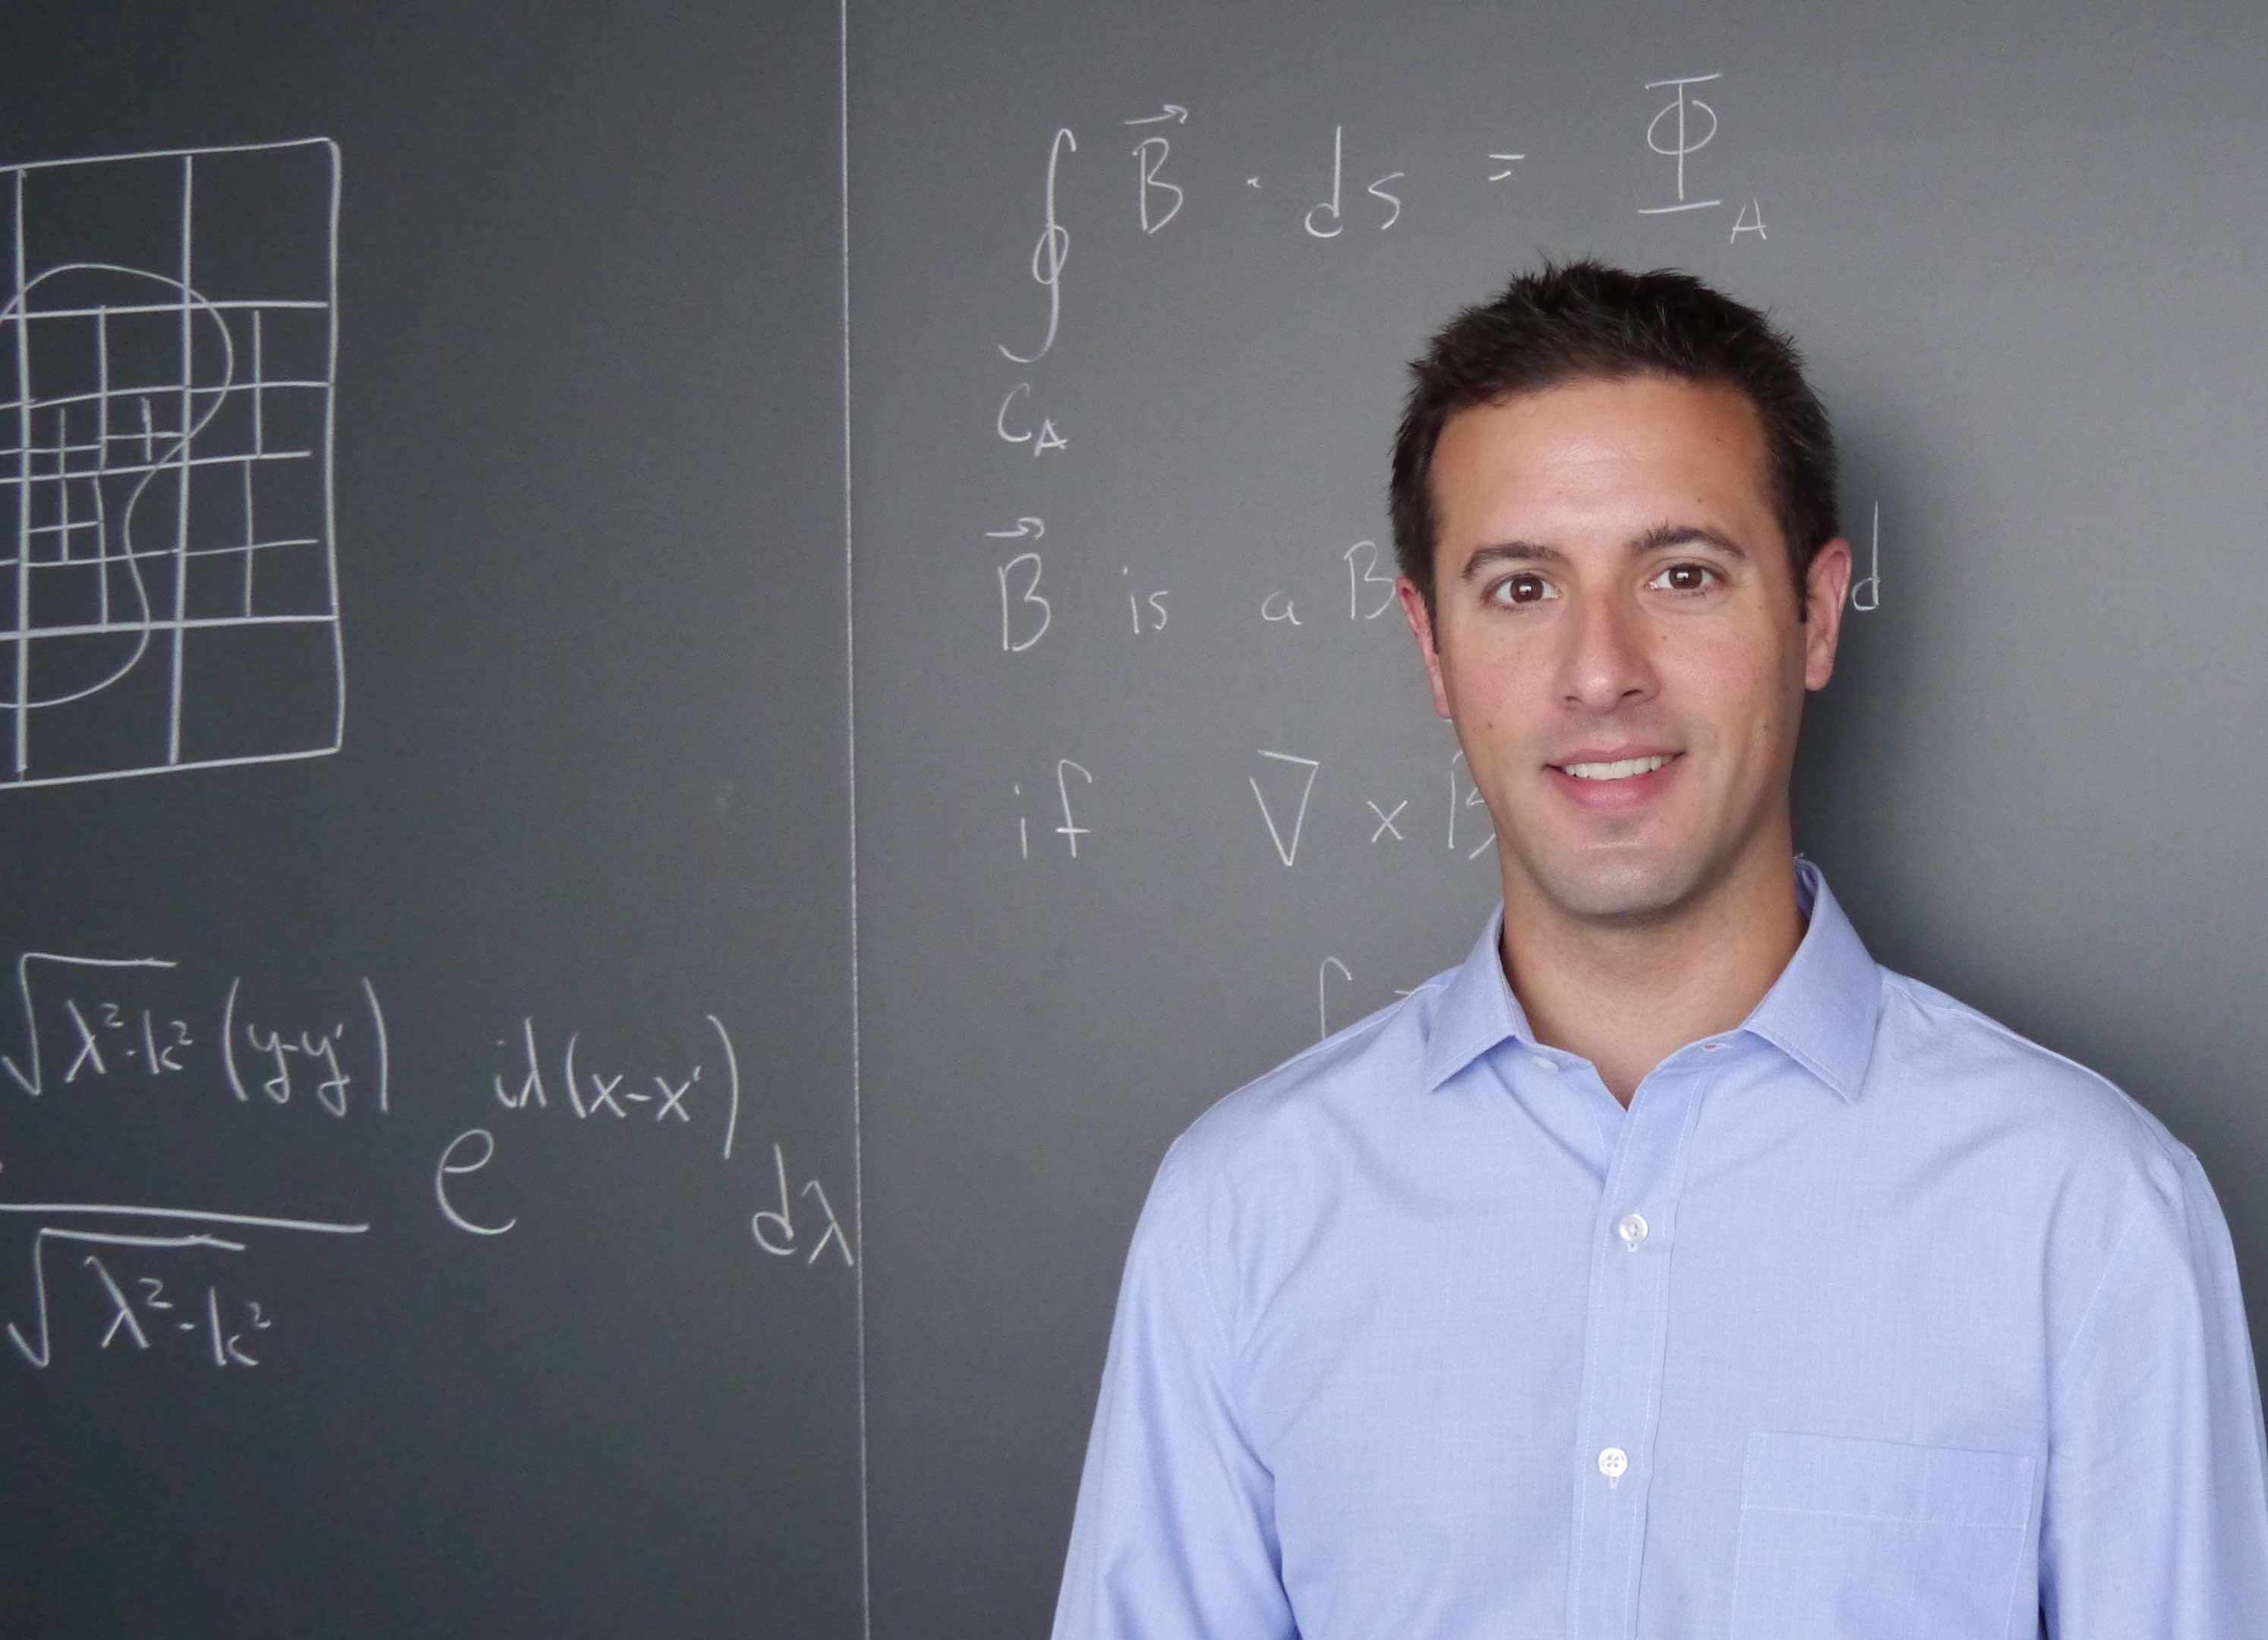 √λ²-k² (y-y')
e^{iλ(x-x')} dλ
√λ²-k²
∮ B⃗ · ds = Φ_A
C_A
B⃗ is a
if ∇ ×